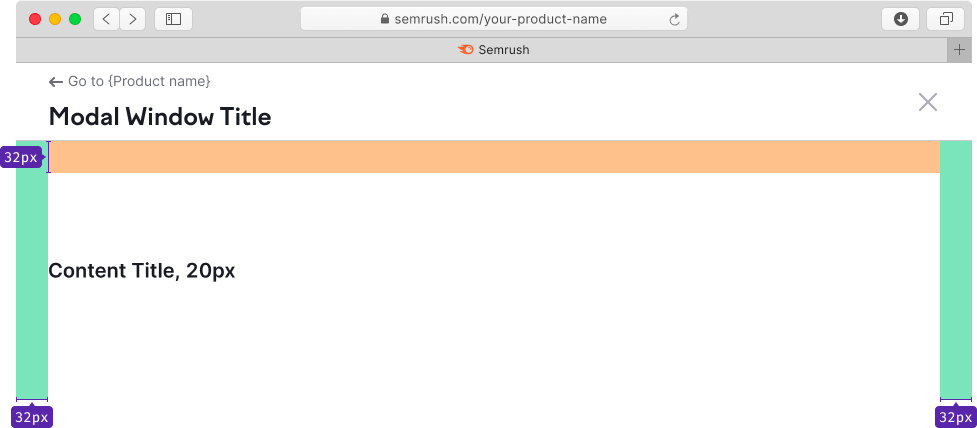 semrush.com/your-product-name
Semrush
Go to {Product name}
Modal Window Title
32px
Content Title, 20px
32px
32px